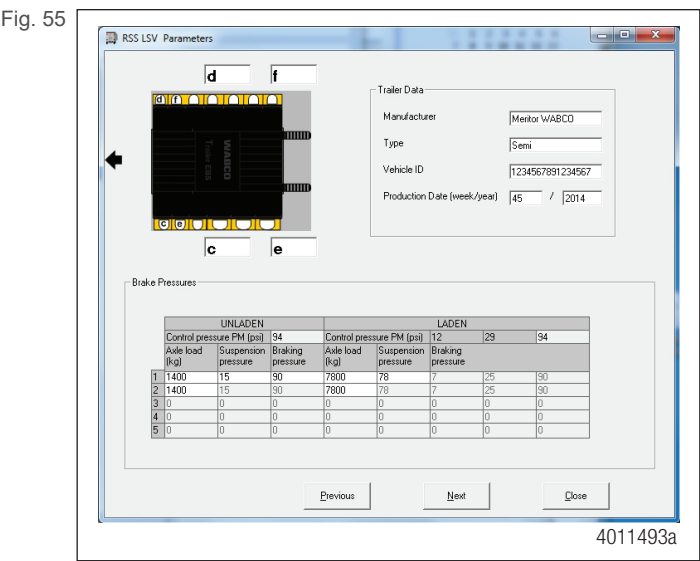 Fig. 55
RSS LSV Parameters
d f
d f
WABCO
Trailer EBS
c e
c e
Trailer Data
Manufacturer Meritor WABCO
Type Semi
Vehicle ID 1234567891234567
Production Date (week/year) 45 / 2014
Brake Pressures
UNLADEN LADEN
Control pressure PM (psi) 94 Control pressure PM (psi) 12 29 94
Axle load (kg) Suspension pressure Braking pressure Axle load (kg) Suspension pressure Braking pressure
1 1400 15 90 7800 78 7 25 90
2 1400 15 90 7800 78 7 25 90
3 0 0 0 0 0 0 0 0
4 0 0 0 0 0 0 0 0
5 0 0 0 0 0 0 0 0
Previous Next Close
4011493a